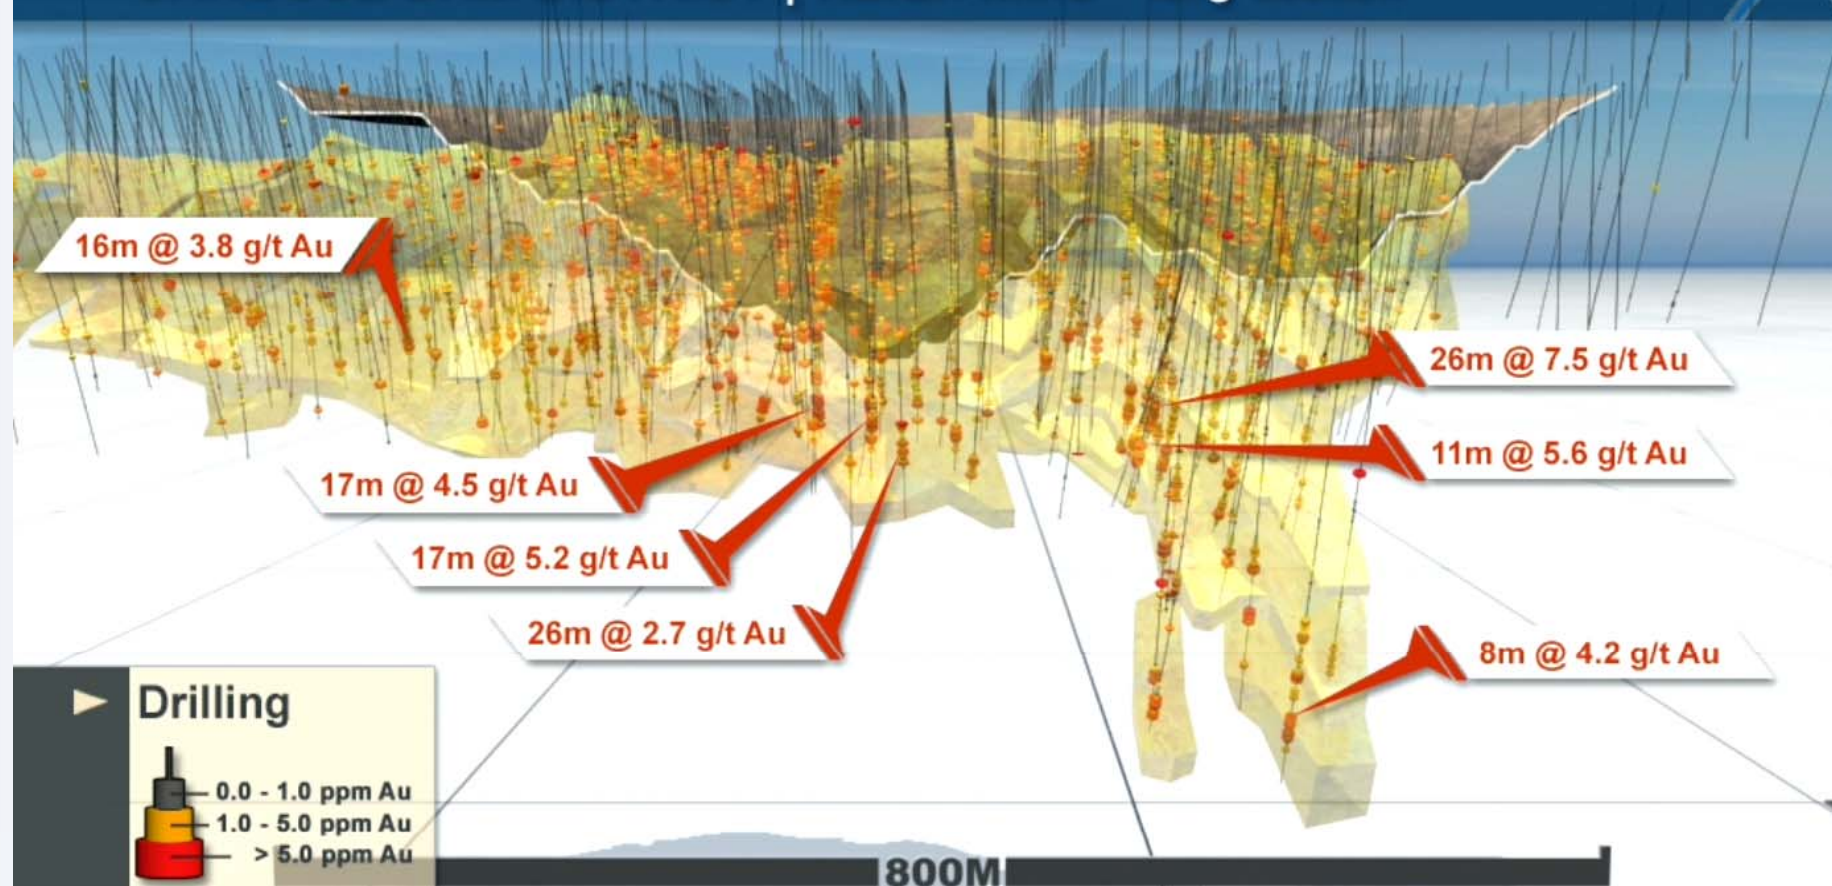 16m @ 3.8 g/t Au
26m @ 7.5 g/t Au
11m @ 5.6 g/t Au
17m @ 4.5 g/t Au
17m @ 5.2 g/t Au
26m @ 2.7 g/t Au
8m @ 4.2 g/t Au
Drilling
0.0 - 1.0 ppm Au
1.0 - 5.0 ppm Au
> 5.0 ppm Au
800M